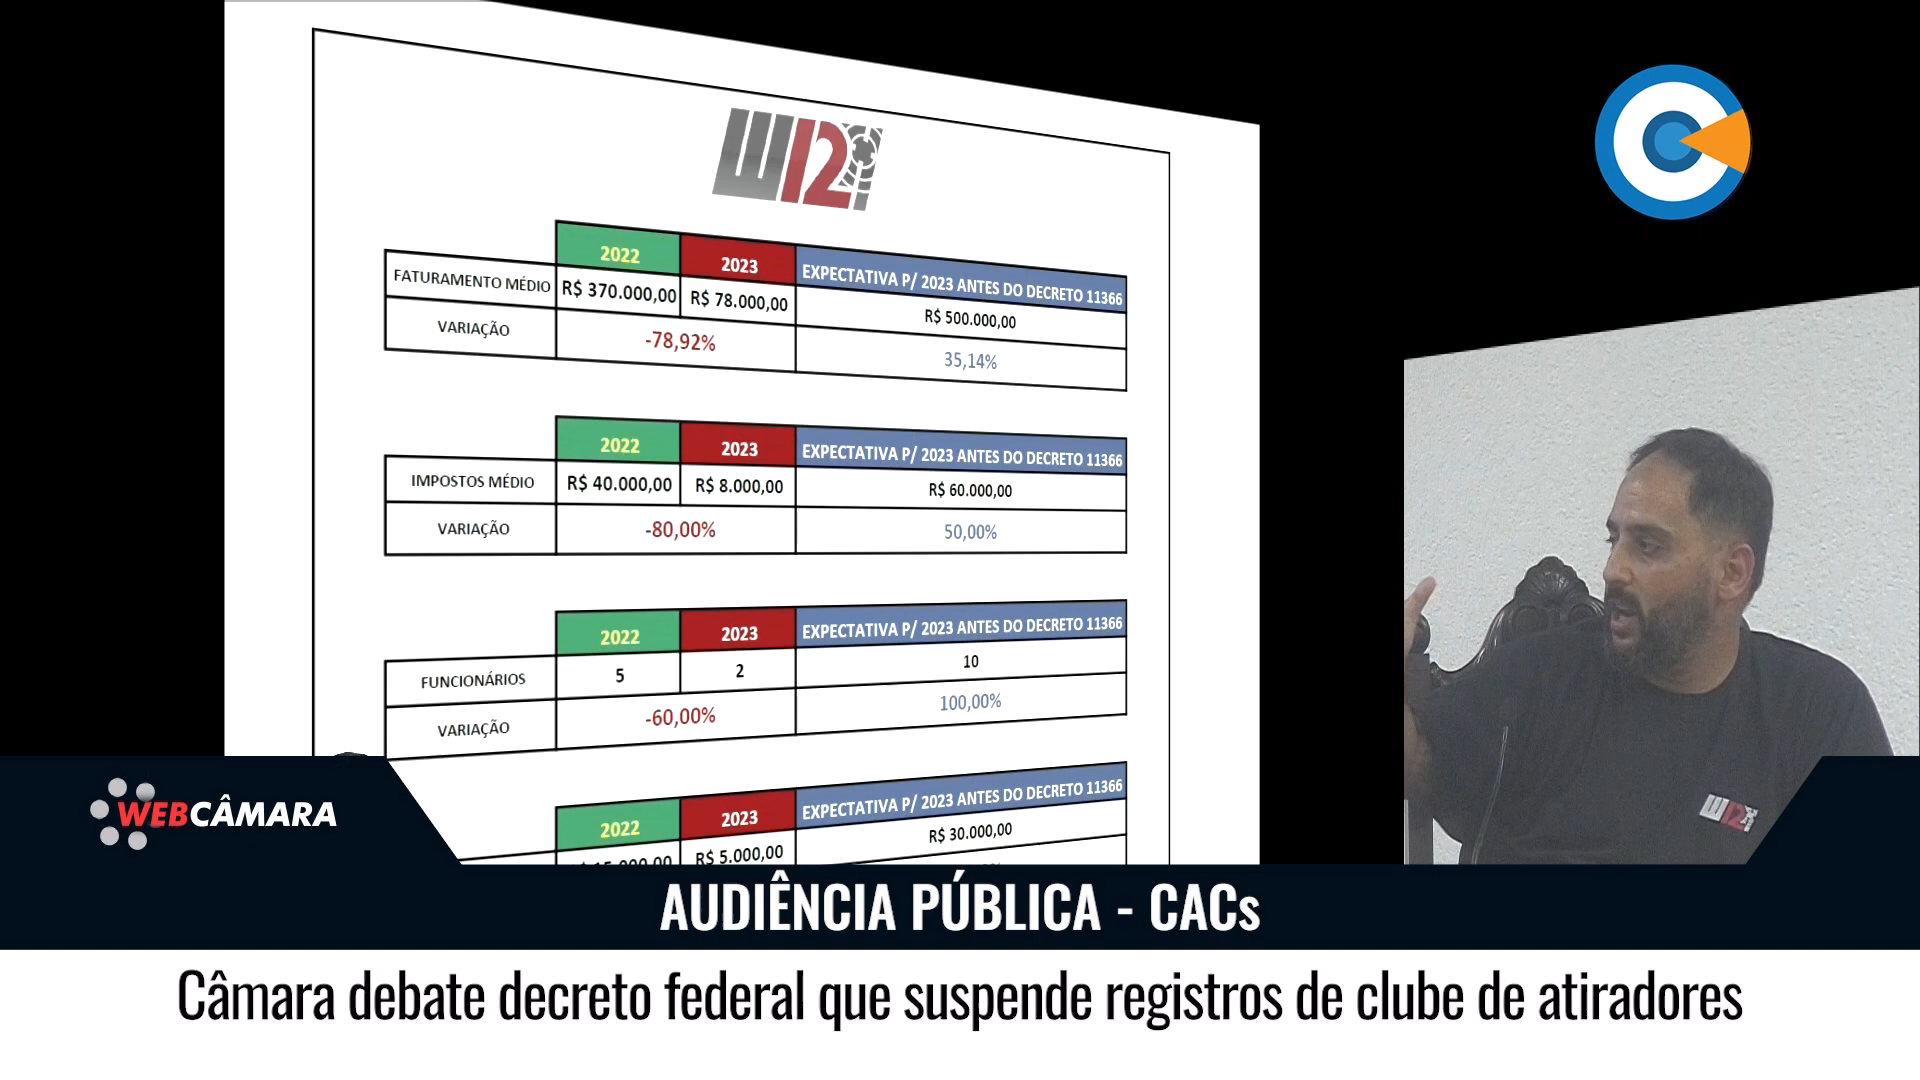 W12
2022 2023 EXPECTATIVA P/ 2023 ANTES DO DECRETO 11366
FATURAMENTO MÉDIO R$ 370.000,00 R$ 78.000,00 R$ 500.000,00
VARIAÇÃO -78,92% 35,14%
2022 2023 EXPECTATIVA P/ 2023 ANTES DO DECRETO 11366
IMPOSTOS MÉDIO R$ 40.000,00 R$ 8.000,00 R$ 60.000,00
VARIAÇÃO -80,00% 50,00%
2022 2023 EXPECTATIVA P/ 2023 ANTES DO DECRETO 11366
FUNCIONÁRIOS 5 2 10
VARIAÇÃO -60,00% 100,00%
2022 2023 EXPECTATIVA P/ 2023 ANTES DO DECRETO 11366
R$ 5.000,00 R$ 30.000,00
W12
WEBCÂMARA
AUDIÊNCIA PÚBLICA - CACs
Câmara debate decreto federal que suspende registros de clube de atiradores